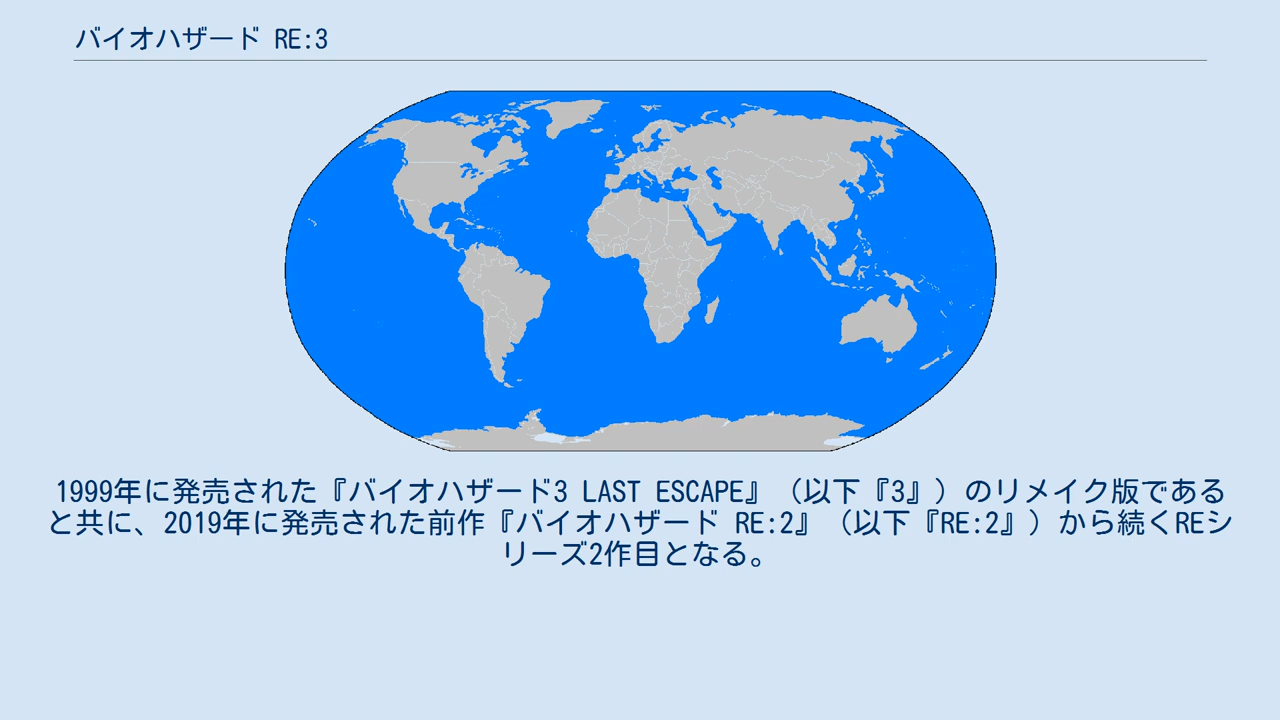 バイオハザード RE:3
1999年に発売された『バイオハザード3 LAST ESCAPE』（以下『3』）のリメイク版である
と共に、2019年に発売された前作『バイオハザード RE:2』（以下『RE:2』）から続くREシ
リーズ2作目となる。